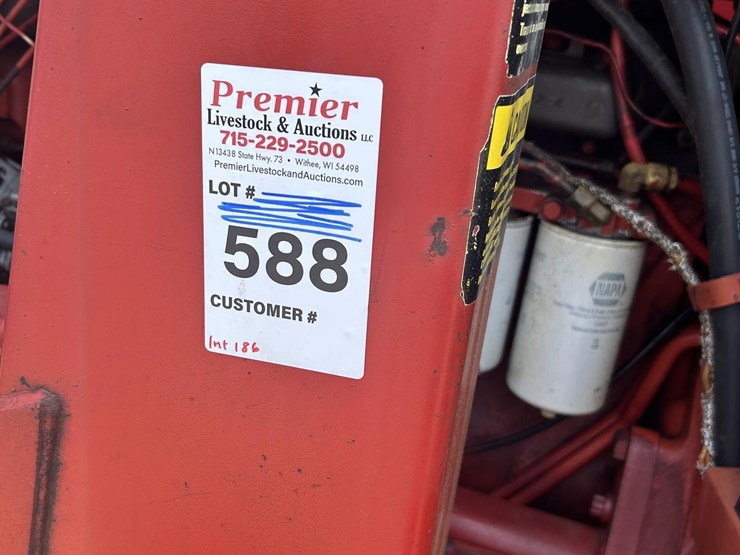 Premier
Livestock & Auctions LLC
715-229-2500
N13438 State Hwy. 73 • Withee, WI 54498
PremierLivestockandAuctions.com
LOT #
588
CUSTOMER #
Int 186
NAPA